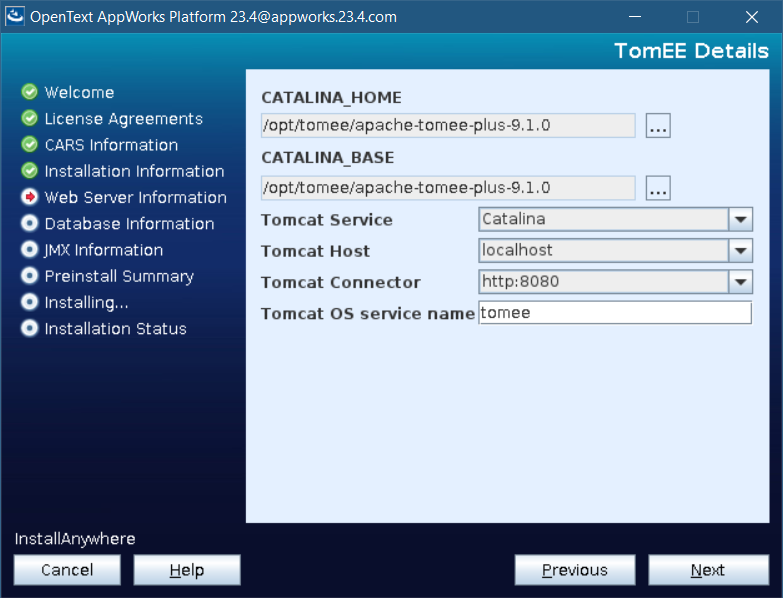 OpenText AppWorks Platform 23.4@appworks.23.4.com
TomEE Details
Welcome
License Agreements
CARS Information
Installation Information
Web Server Information
Database Information
JMX Information
Preinstall Summary
Installing...
Installation Status
CATALINA_HOME
/opt/tomee/apache-tomee-plus-9.1.0
...
CATALINA_BASE
/opt/tomee/apache-tomee-plus-9.1.0
...
Tomcat Service Catalina
Tomcat Host localhost
Tomcat Connector http:8080
Tomcat OS service name tomee
InstallAnywhere
Cancel Help Previous Next